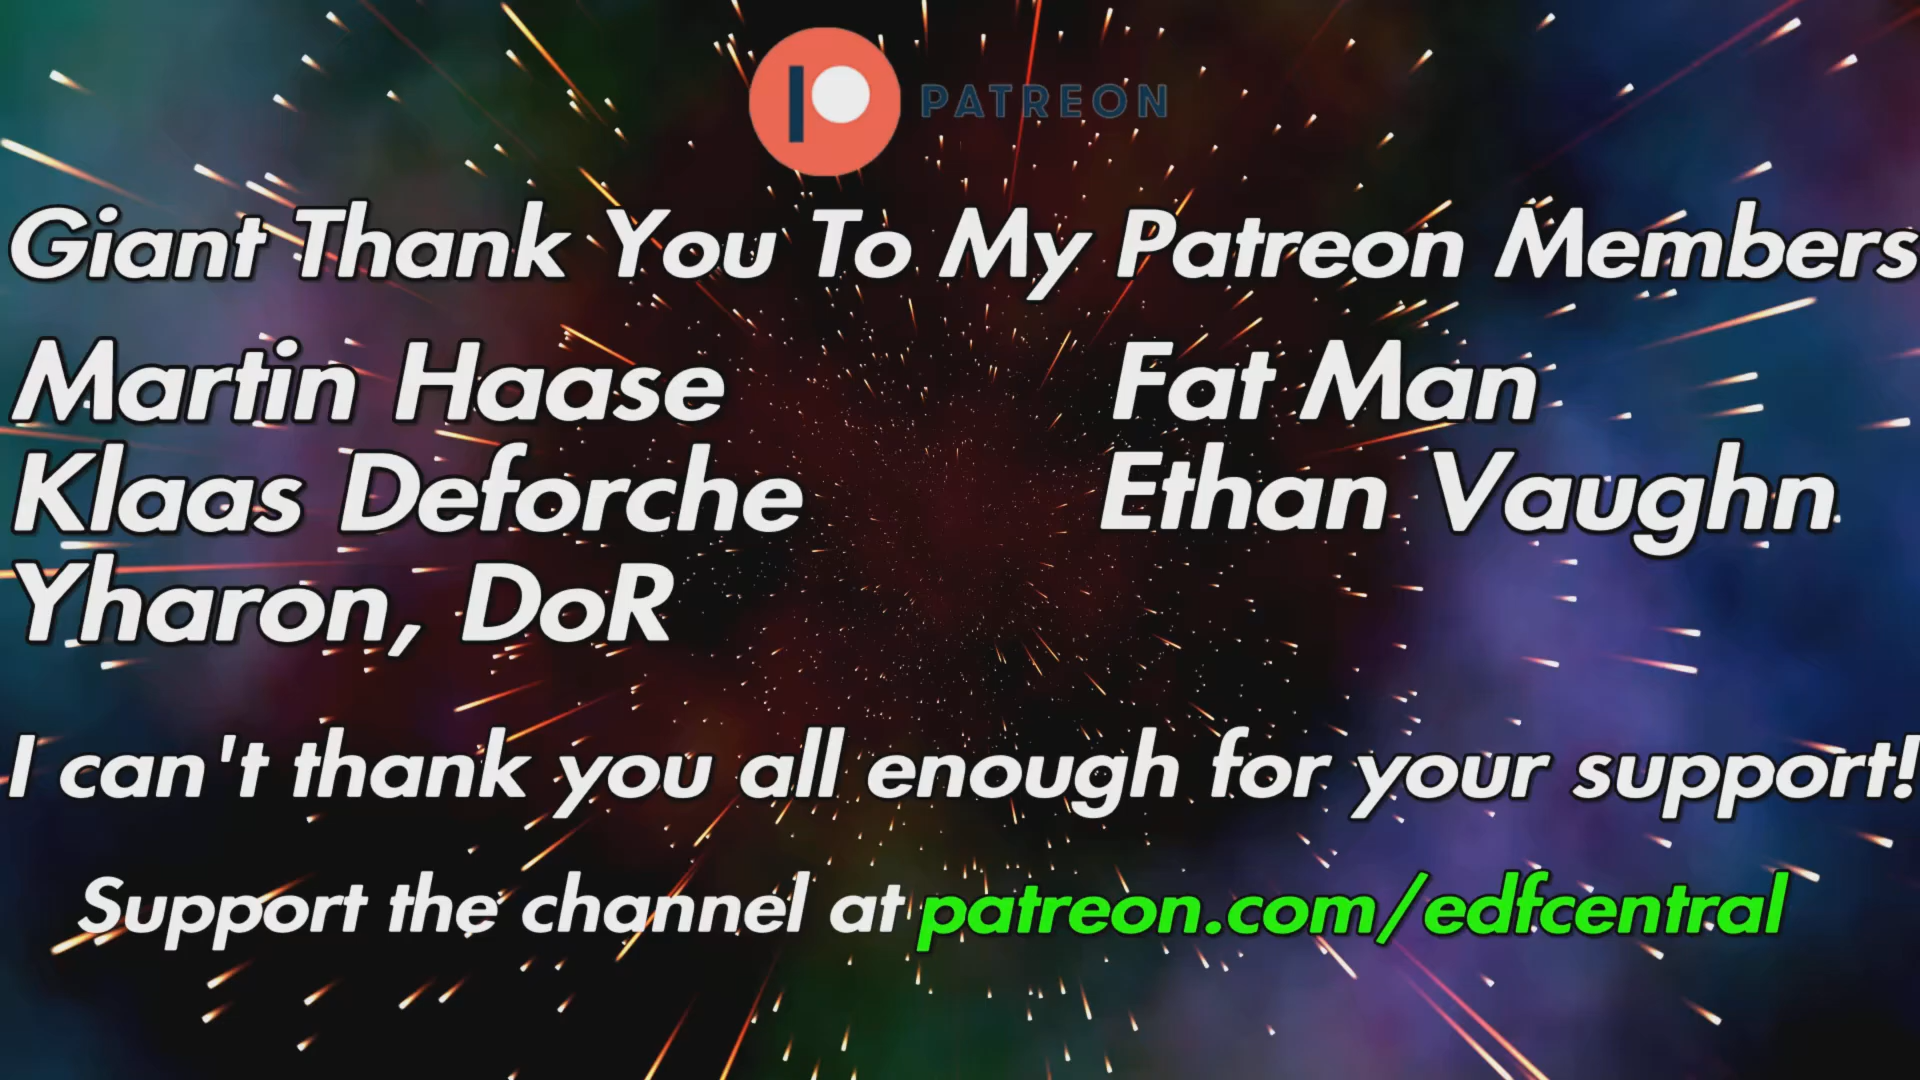 PATREON
Giant Thank You To My Patreon Members
Martin Haase
Klaas Deforche
Yharon, DoR
Fat Man
Ethan Vaughn
I can't thank you all enough for your support!
Support the channel at patreon.com/edfcentral